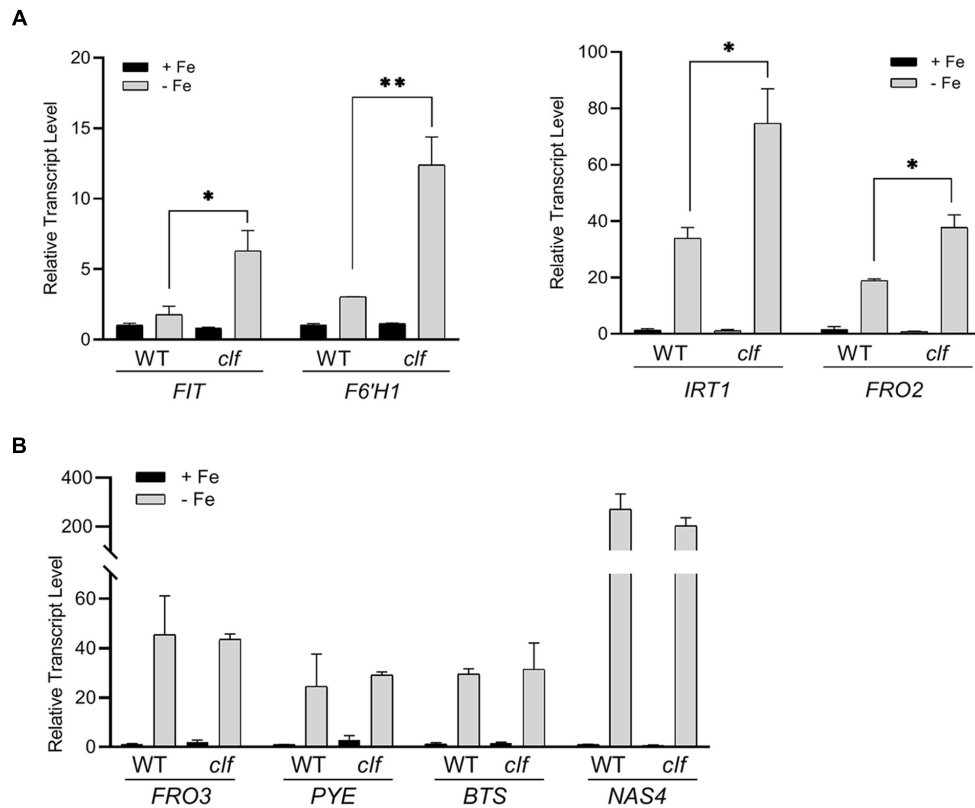 A
20
15
10
5
0
Relative Transcript Level
+ Fe
- Fe
*
**
WT clf WT clf
FIT F6'H1
100
80
60
40
20
0
Relative Transcript Level
+ Fe
- Fe
*
*
WT clf WT clf
IRT1 FRO2
B
400
200
60
40
20
0
Relative Transcript Level
+ Fe
- Fe
WT clf WT clf WT clf WT clf
FRO3 PYE BTS NAS4